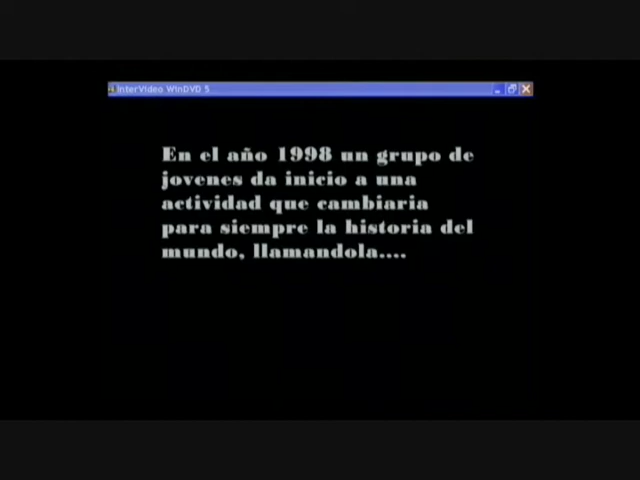 InterVideo WinDVD 5
En el año 1998 un grupo de
jovenes da inicio a una
actividad que cambiaria
para siempre la historia del
mundo, llamandola....